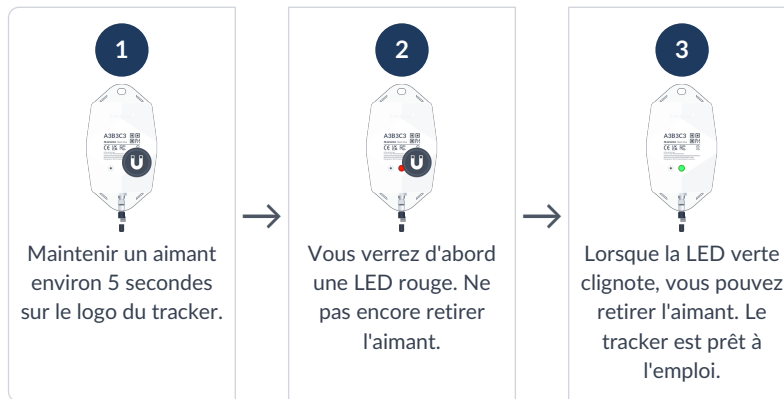 1
A3B3C3
Maintenir un aimant
environ 5 secondes
sur le logo du tracker.
2
A3B3C3
Vous verrez d'abord
une LED rouge. Ne
pas encore retirer
l'aimant.
3
A3B3C3
Lorsque la LED verte
clignote, vous pouvez
retirer l'aimant. Le
tracker est prêt à
l'emploi.